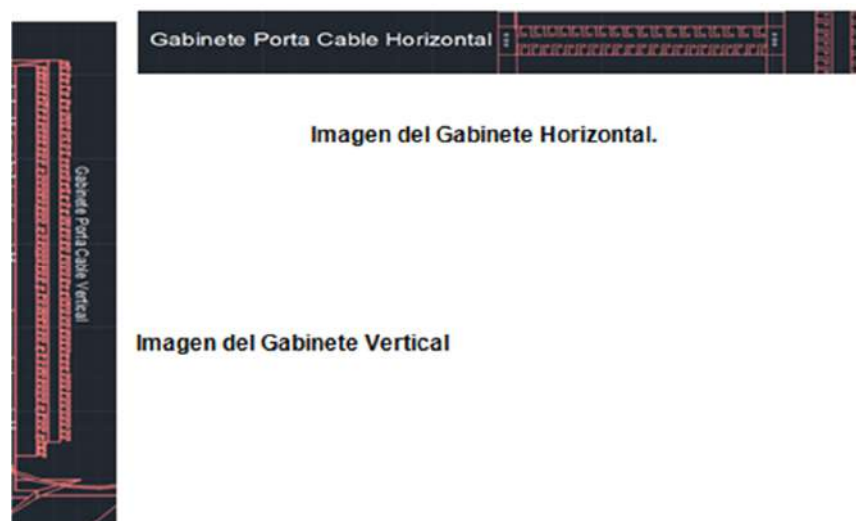 Gabinete Porta Cable Horizontal
Imagen del Gabinete Horizontal.
Gabinete Porta Cable Vertical
Imagen del Gabinete Vertical